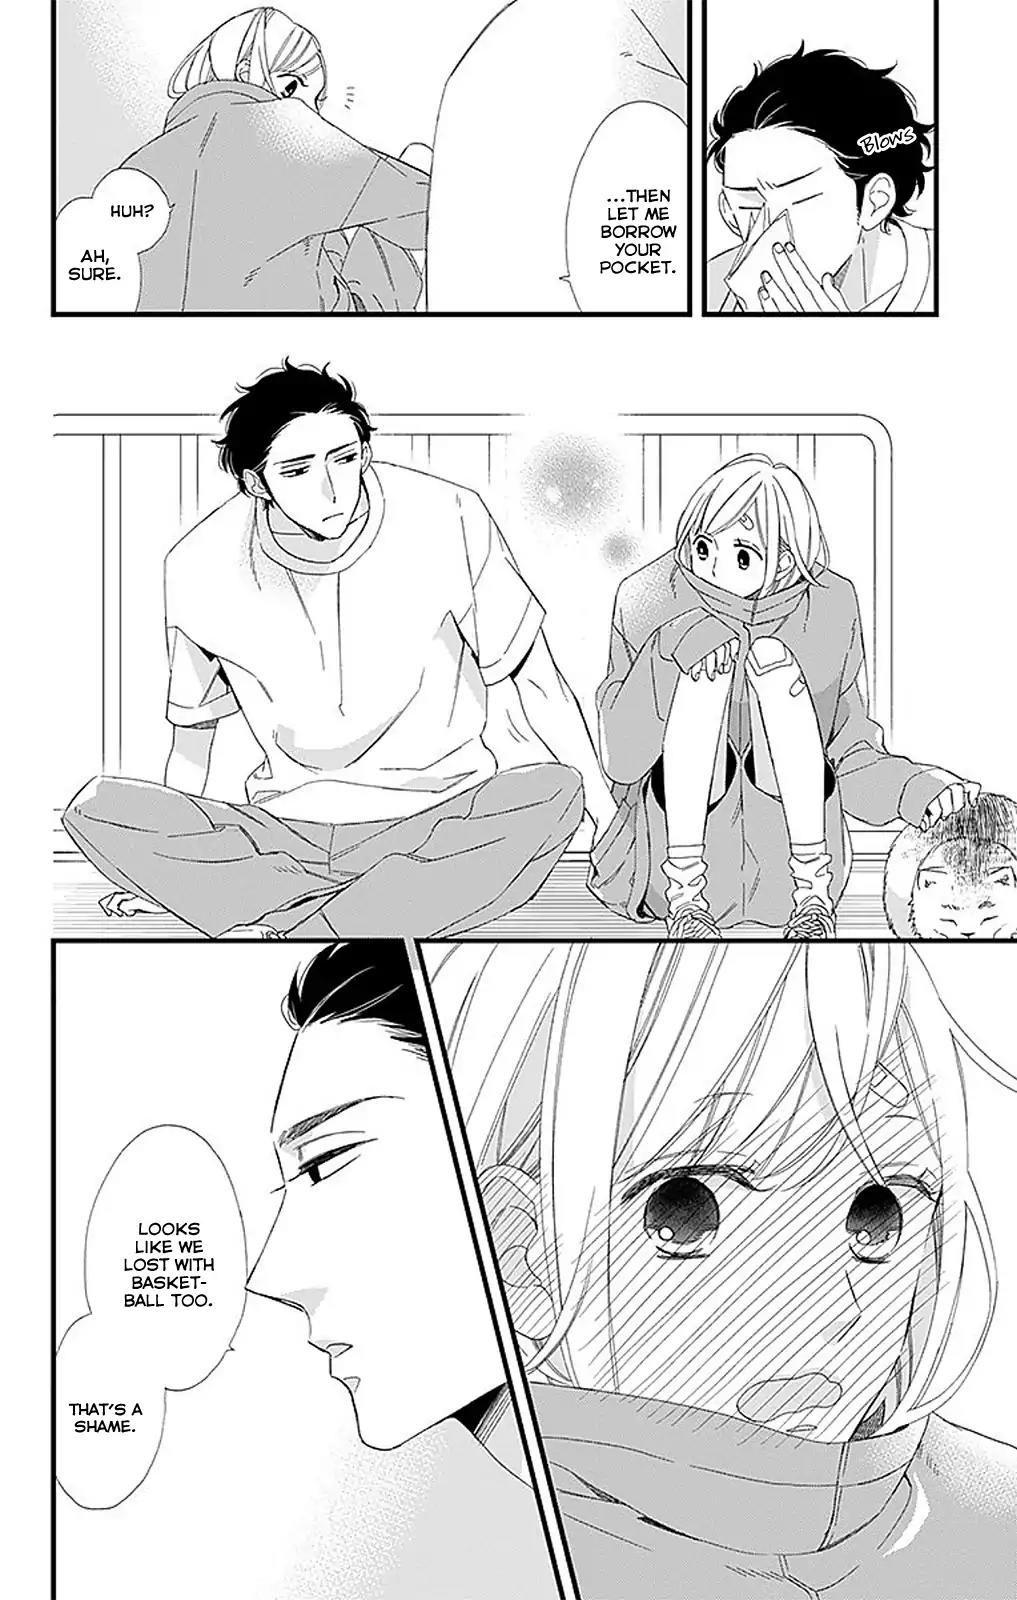 Blows
...THEN
LET ME
BORROW
YOUR
POCKET.
HUH?
AH,
SURE.
LOOKS
LIKE WE
LOST WITH
BASKET-
BALL TOO.
THAT'S A
SHAME.